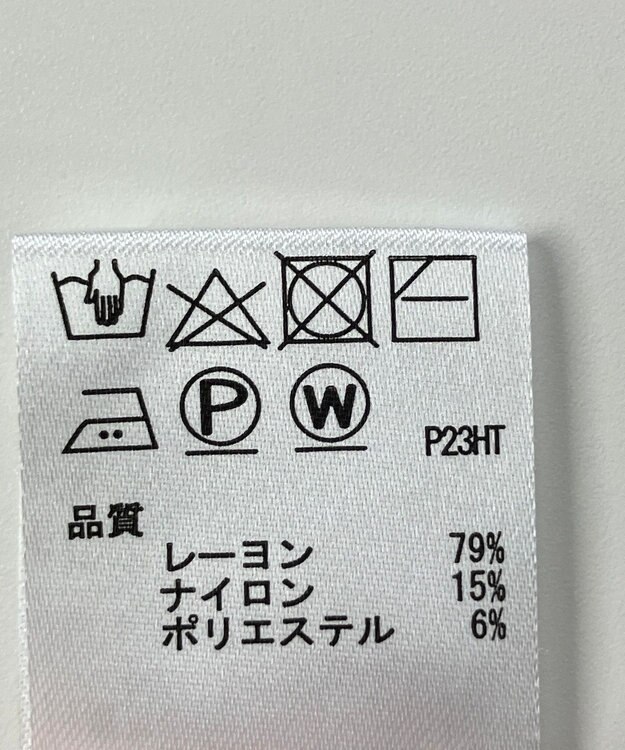 P W P23HT
品質
レーヨン 79%
ナイロン 15%
ポリエステル 6%